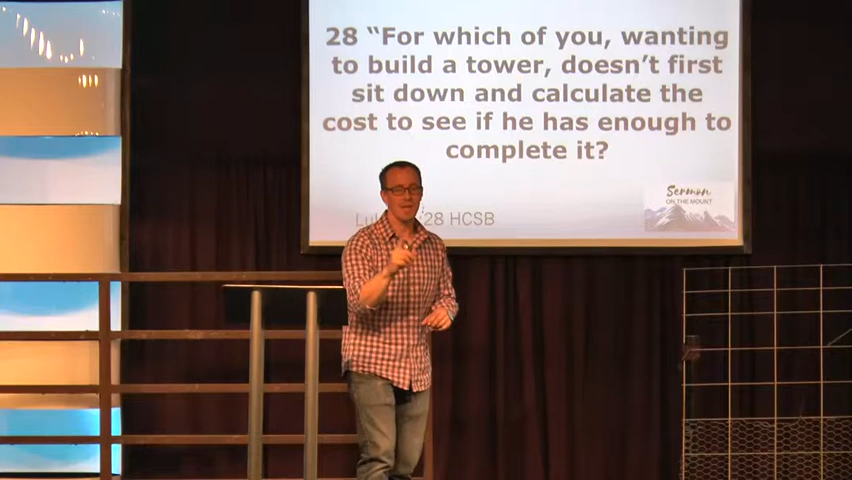 28 “For which of you, wanting
to build a tower, doesn’t first
sit down and calculate the
cost to see if he has enough to
complete it?
28 HCSB
Sermon
ON THE MOUNT